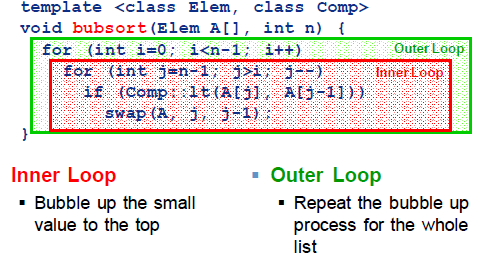 template <class Elem, class Comp>
void bubsort(Elem A[], int n) {
for (int i=0; i<n-1; i++)
Outer Loop
for (int j=n-1; j>i; j--)
Inner Loop
if (Comp::lt(A[j], A[j-1]))
swap(A, j, j-1);
}
Inner Loop
▪ Bubble up the small
value to the top
▪ Outer Loop
▪ Repeat the bubble up
process for the whole
list